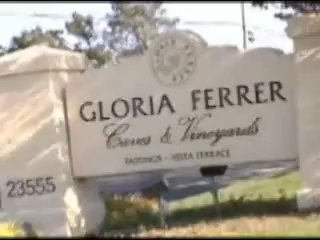 GLORIA FERRER
Caves & Vineyards
TASTINGS - VISTA TERRACE
23555